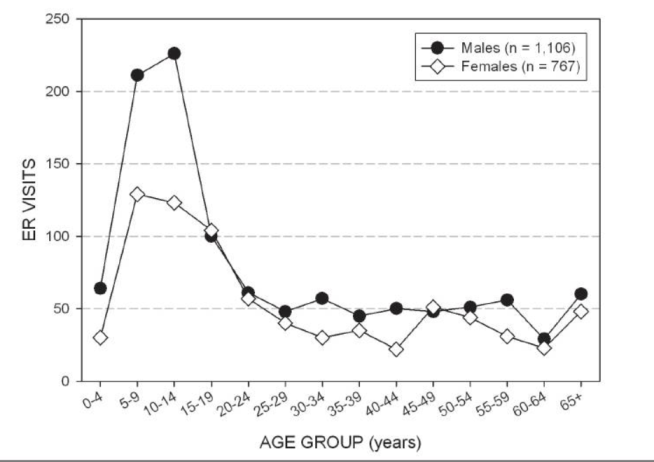 250
Males (n = 1,106)
Females (n = 767)
200
150
100
50
0
ER VISITS
0-4 5-9 10-14 15-19 20-24 25-29 30-34 35-39 40-44 45-49 50-54 55-59 60-64 65+
AGE GROUP (years)